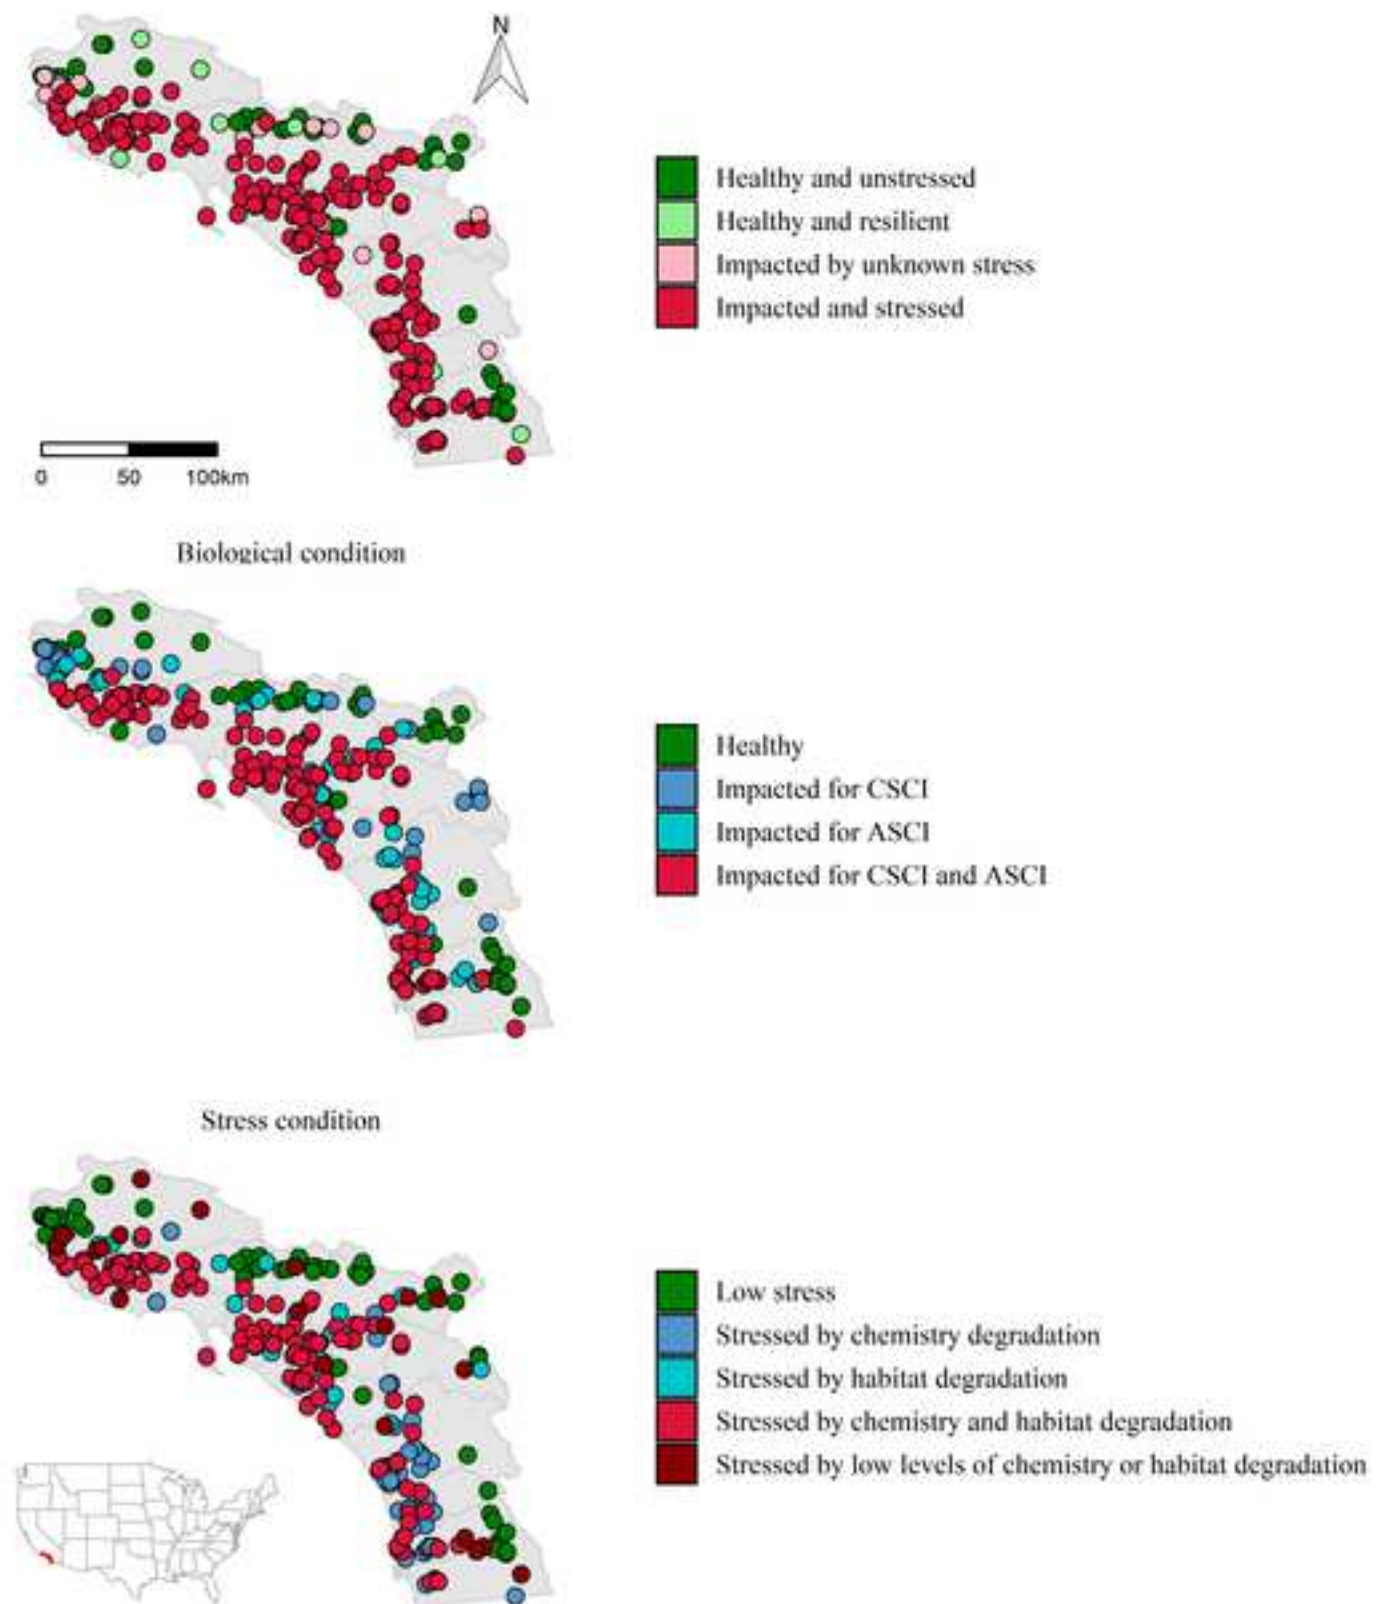 N
Healthy and unstressed
Healthy and resilient
Impacted by unknown stress
Impacted and stressed
0 50 100km
Biological condition
Healthy
Impacted for CSCI
Impacted for ASCI
Impacted for CSCI and ASCI
Stress condition
Low stress
Stressed by chemistry degradation
Stressed by habitat degradation
Stressed by chemistry and habitat degradation
Stressed by low levels of chemistry or habitat degradation